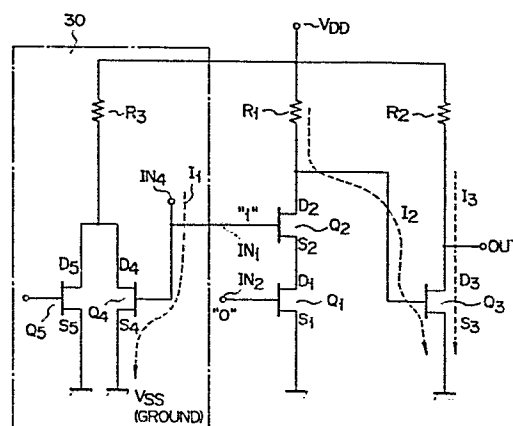 30
VDD
R3
R1
R2
IN4
I1
I3
"1"
D2
Q2
I2
IN1
S2
OUT
D5
D4
IN2
D1
D3
Q5
Q4
"0"
Q1
Q3
S5
S4
S1
S3
VSS
(GROUND)